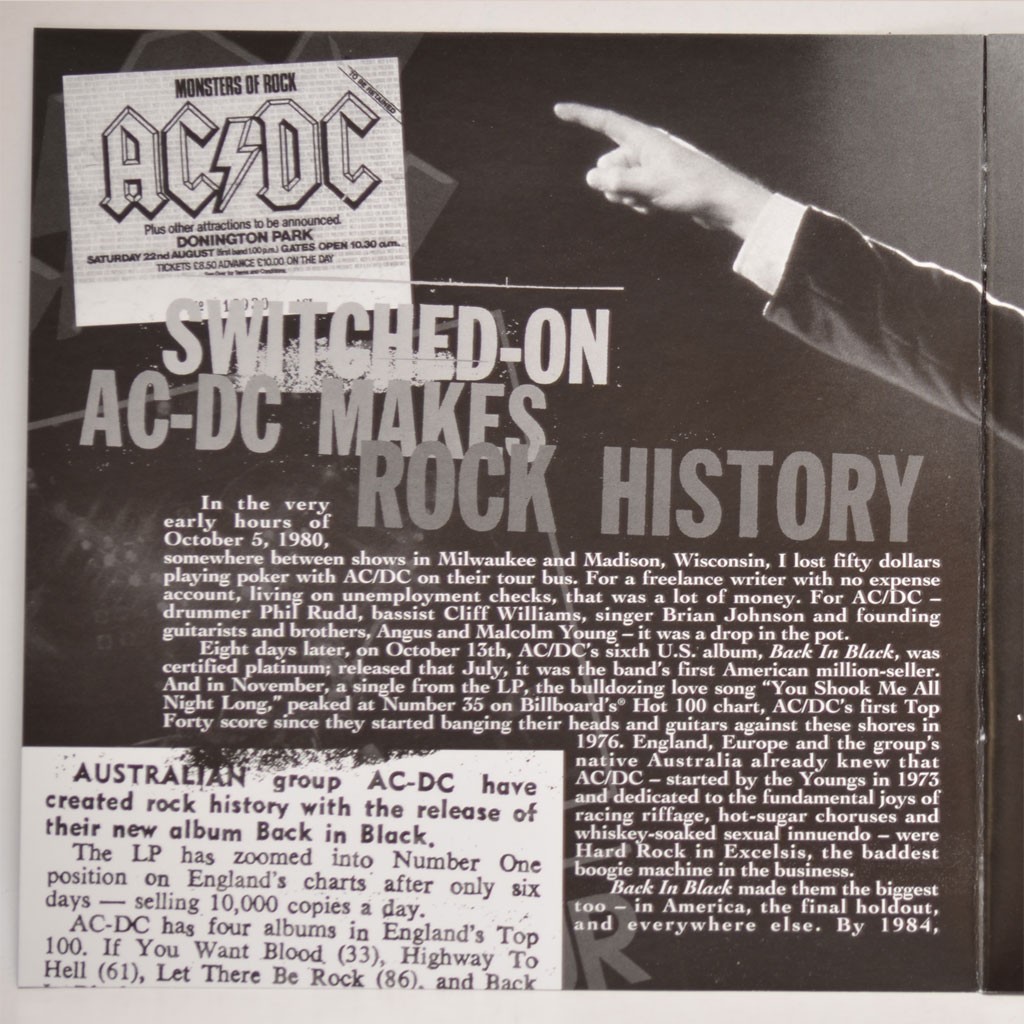 MONSTERS OF ROCK
TO BE RETAINED
AC/DC
Plus other attractions to be announced.
DONINGTON PARK
SATURDAY 22nd AUGUST (first band 1.00 p.m.) GATES OPEN 10.30 a.m.
TICKETS £8.50 ADVANCE £10.00 ON THE DAY
SWITCHED-ON
AC-DC MAKES
ROCK HISTORY
In the very
early hours of
October 5, 1980,
somewhere between shows in Milwaukee and Madison, Wisconsin, I lost fifty dollars
playing poker with AC/DC on their tour bus. For a freelance writer with no expense
account, living on unemployment checks, that was a lot of money. For AC/DC –
drummer Phil Rudd, bassist Cliff Williams, singer Brian Johnson and founding
guitarists and brothers, Angus and Malcolm Young – it was a drop in the pot.
Eight days later, on October 13th, AC/DC's sixth U.S. album, Back In Black, was
certified platinum; released that July, it was the band's first American million-seller.
And in November, a single from the LP, the bulldozing love song "You Shook Me All
Night Long," peaked at Number 35 on Billboard's® Hot 100 chart, AC/DC's first Top
Forty score since they started banging their heads and guitars against these shores in
1976. England, Europe and the group's
native Australia already knew that
AC/DC – started by the Youngs in 1973
and dedicated to the fundamental joys of
racing riffage, hot-sugar choruses and
whiskey-soaked sexual innuendo – were
Hard Rock in Excelsis, the baddest
boogie machine in the business.
Back In Black made them the biggest
too – in America, the final holdout,
and everywhere else. By 1984,
AUSTRALIAN group AC-DC have
created rock history with the release of
their new album Back in Black.
The LP has zoomed into Number One
position on England's charts after only six
days — selling 10,000 copies a day.
AC-DC has four albums in England's Top
100. If You Want Blood (33), Highway To
Hell (61), Let There Be Rock (86), and Back